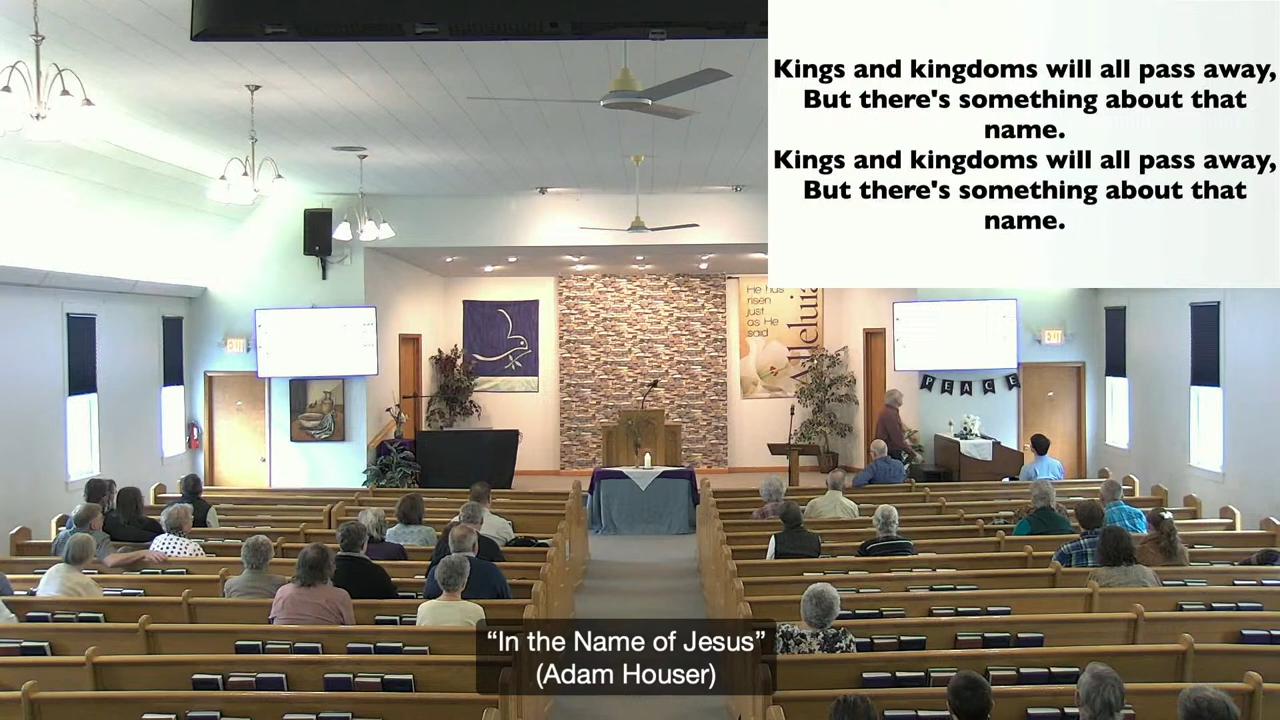 Kings and kingdoms will all pass away,
But there's something about that
name.
Kings and kingdoms will all pass away,
But there's something about that
name.
He has
risen
just
as He
said
Alleluia
EXIT
EXIT
PEACE
“In the Name of Jesus”
(Adam Houser)